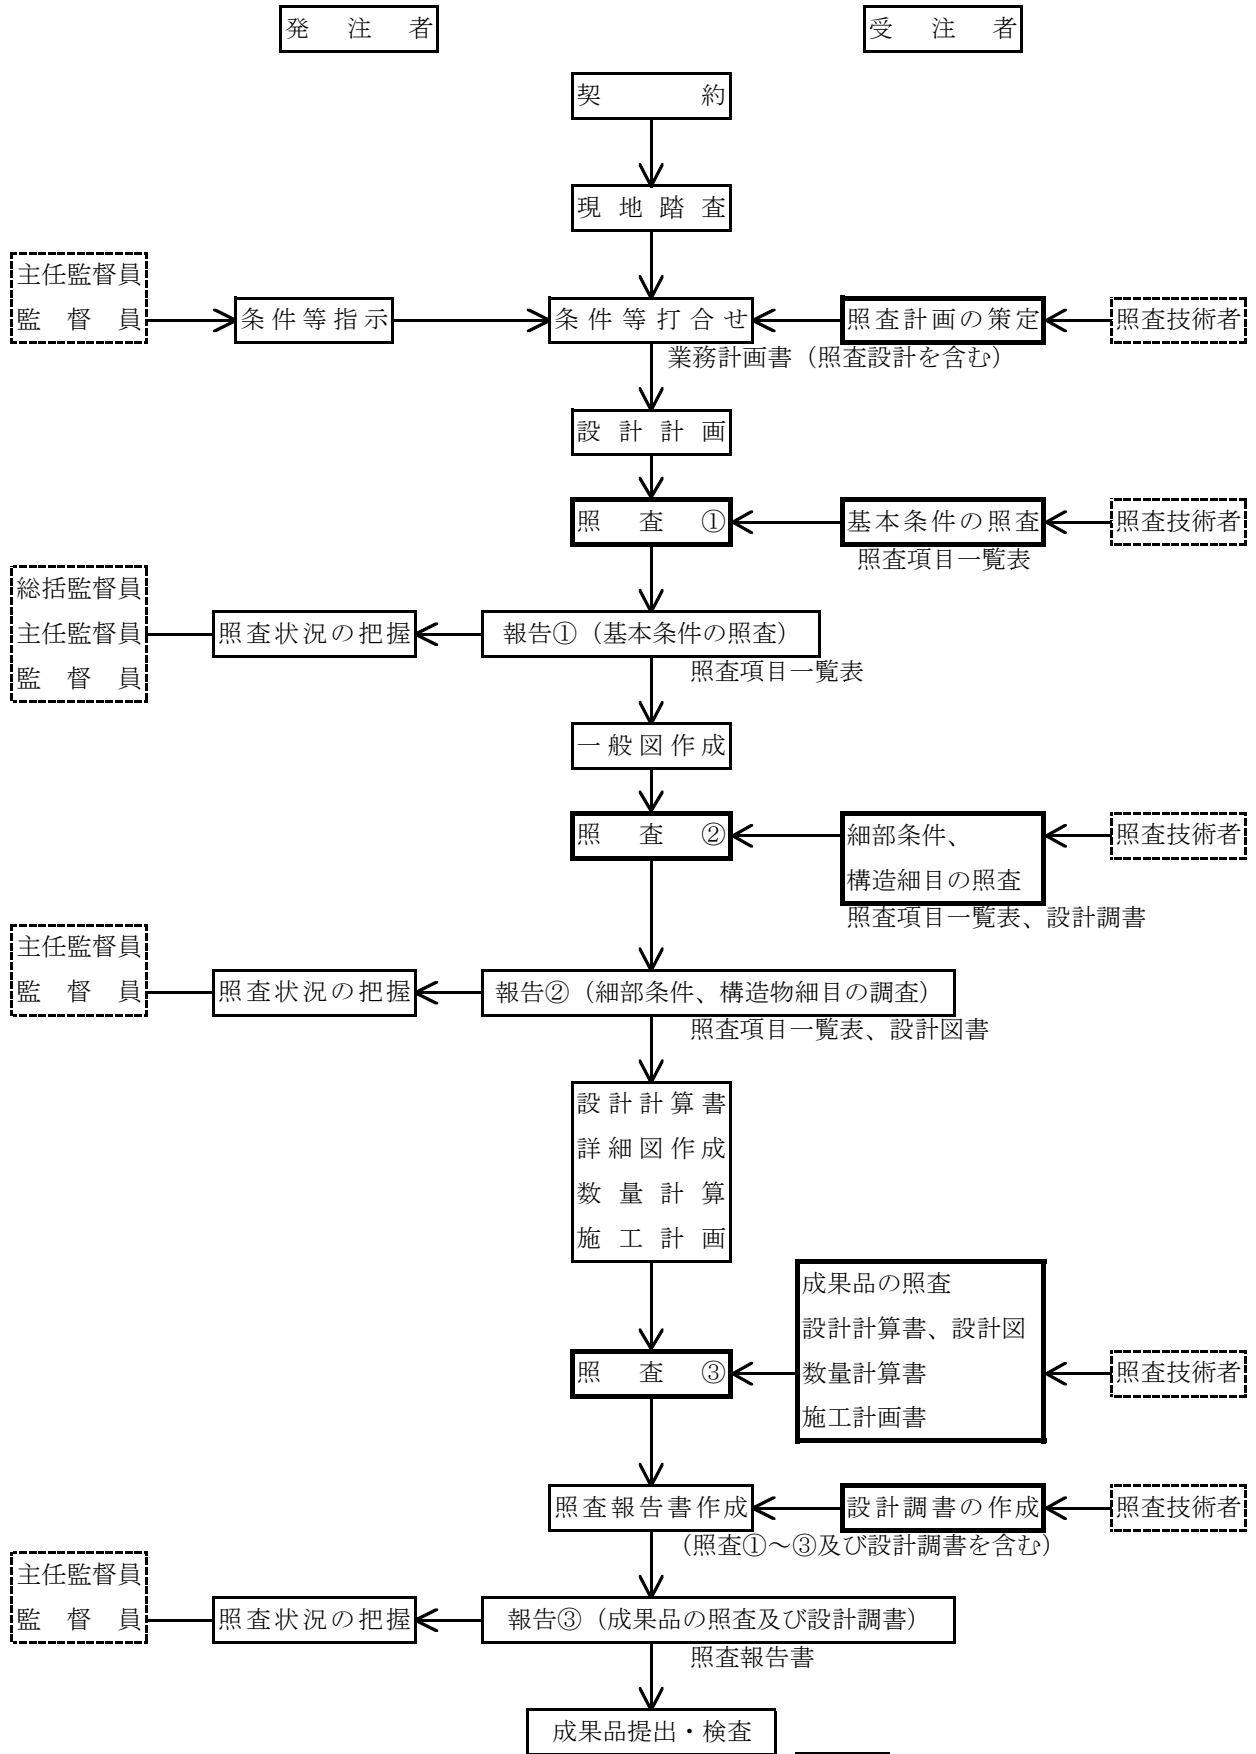 発注者
受注者
契約
現地踏査
主任監督員
監督員
条件等指示
条件等打合せ
照査計画の策定
照査技術者
業務計画書（照査設計を含む）
設計計画
照査①
基本条件の照査
照査技術者
照査項目一覧表
総括監督員
主任監督員
監督員
照査状況の把握
報告①（基本条件の照査）
照査項目一覧表
一般図作成
照査②
細部条件、
構造細目の照査
照査技術者
照査項目一覧表、設計調書
主任監督員
監督員
照査状況の把握
報告②（細部条件、構造物細目の調査）
照査項目一覧表、設計図書
設計計算書
詳細図作成
数量計算
施工計画
成果品の照査
設計計算書、設計図
数量計算書
施工計画書
照査③
照査技術者
照査報告書作成
設計調書の作成
照査技術者
（照査①～③及び設計調書を含む）
主任監督員
監督員
照査状況の把握
報告③（成果品の照査及び設計調書）
照査報告書
成果品提出・検査